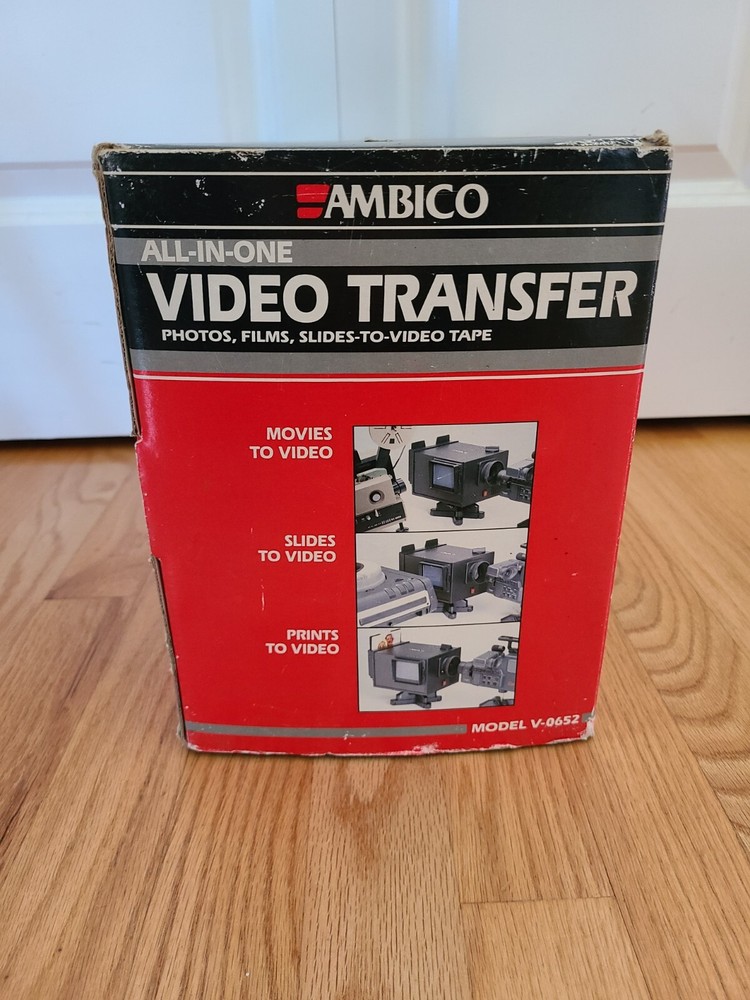 AMBICO
ALL-IN-ONE
VIDEO TRANSFER
PHOTOS, FILMS, SLIDES-TO-VIDEO TAPE
MOVIES
TO VIDEO
SLIDES
TO VIDEO
PRINTS
TO VIDEO
MODEL V-0652